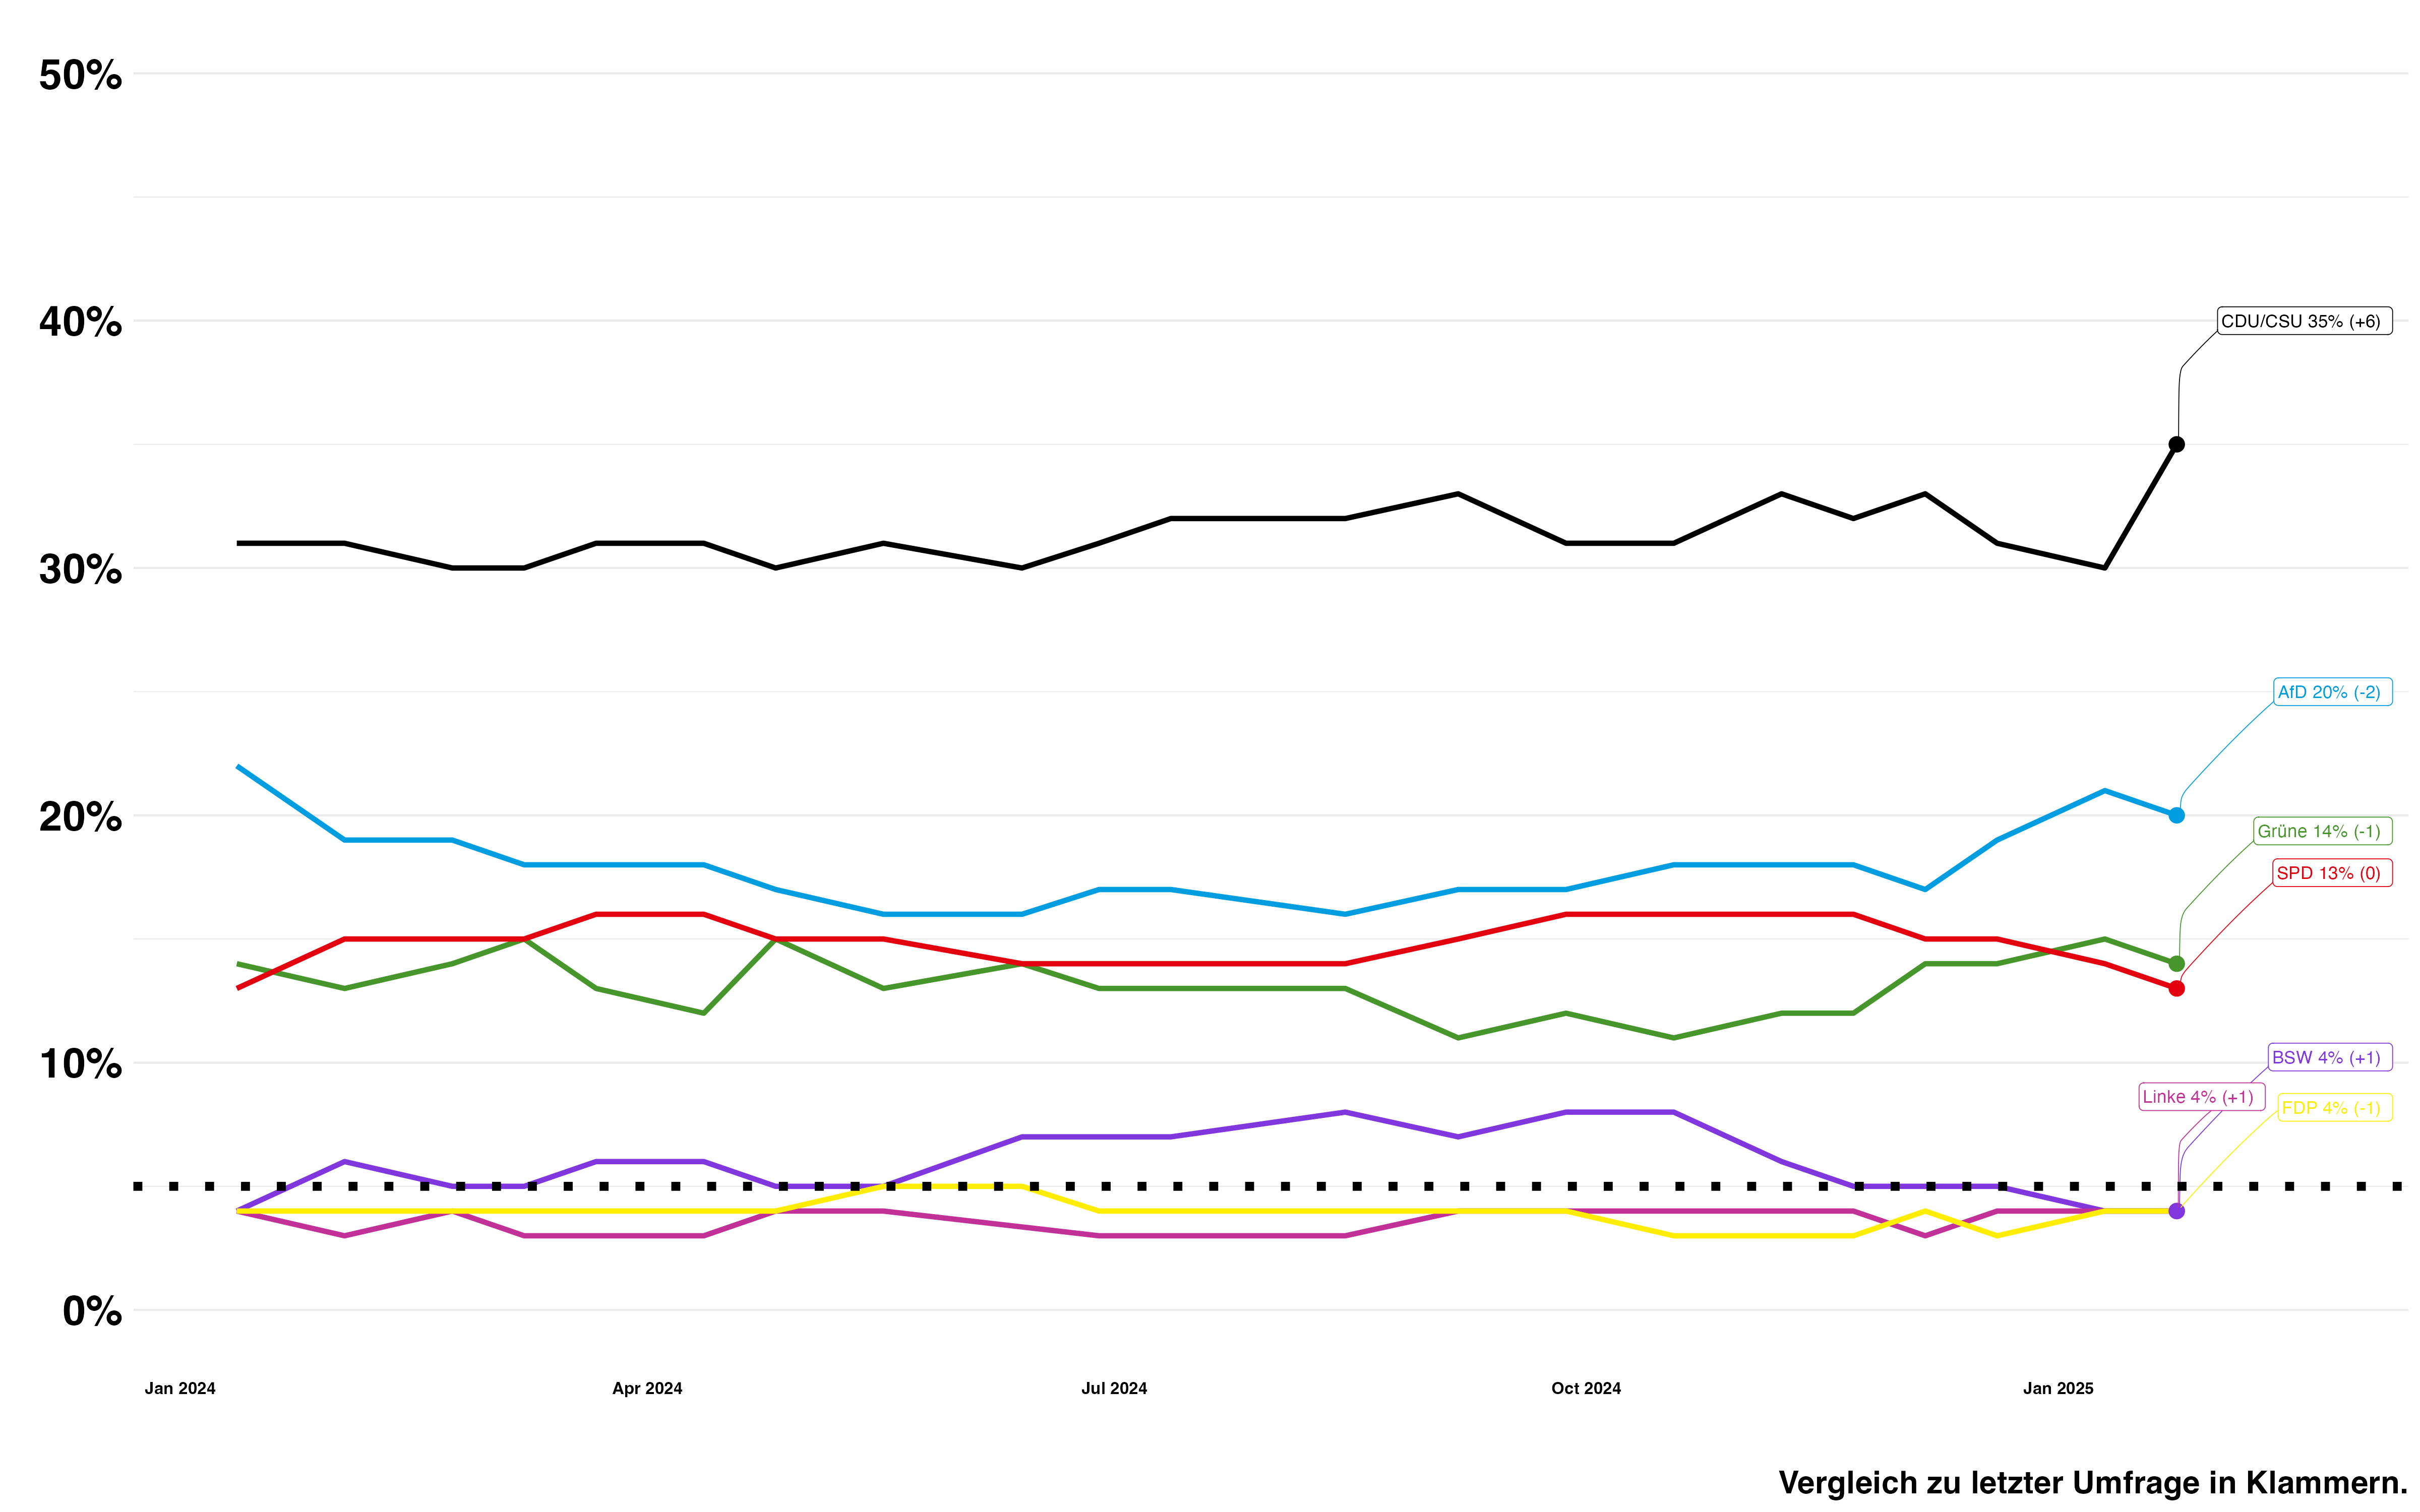 50%
40%
CDU/CSU 35% (+6)
30%
AfD 20% (-2)
20%
Grüne 14% (-1)
SPD 13% (0)
10%
BSW 4% (+1)
Linke 4% (+1)
FDP 4% (-1)
0%
Jan 2024
Apr 2024
Jul 2024
Oct 2024
Jan 2025
Vergleich zu letzter Umfrage in Klammern.